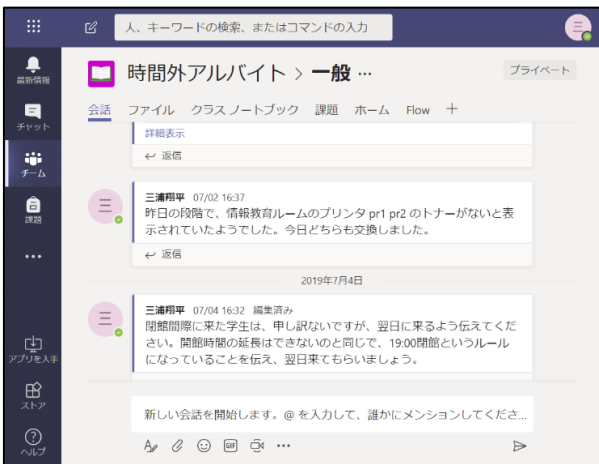 人、キーワードの検索、またはコマンドの入力
三
最新情報
チャット
チーム
課題
アプリを入手
ストア
ヘルプ
時間外アルバイト > 一般 ...
プライベート
会話 ファイル クラス ノートブック 課題 ホーム Flow +
詳細表示
返信
三
三浦翔平 07/02 16:37
昨日の段階で、情報教育ルームのプリンタ pr1 pr2 のトナーがないと表
示されていたようでした。今日どちらも交換しました。
返信
2019年7月4日
三
三浦翔平 07/04 16:32 編集済み
閉館間際に来た学生は、申し訳ないですが、翌日に来るよう伝えてくだ
さい。開館時間の延長はできないのと同じで、19:00閉館というルール
になっていることを伝え、翌日来てもらいましょう。
新しい会話を開始します。@ を入力して、誰かにメンションしてくださ...
GIF